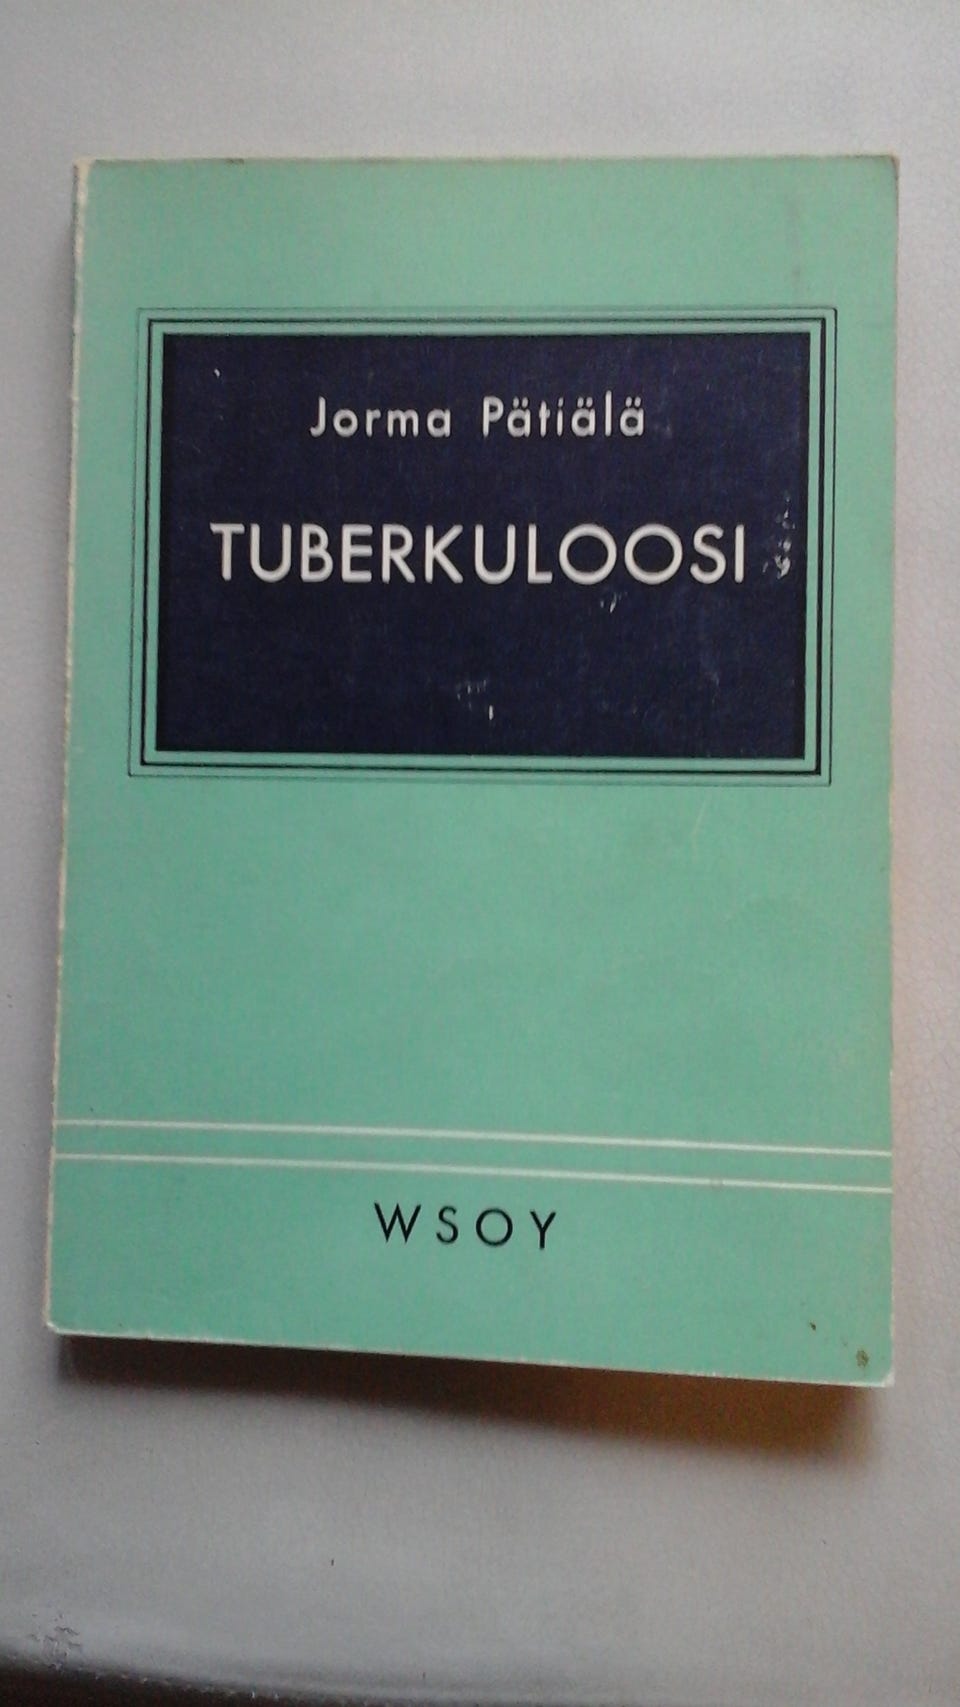 Jorma Pätiälä
TUBERKULOOSI
WSOY